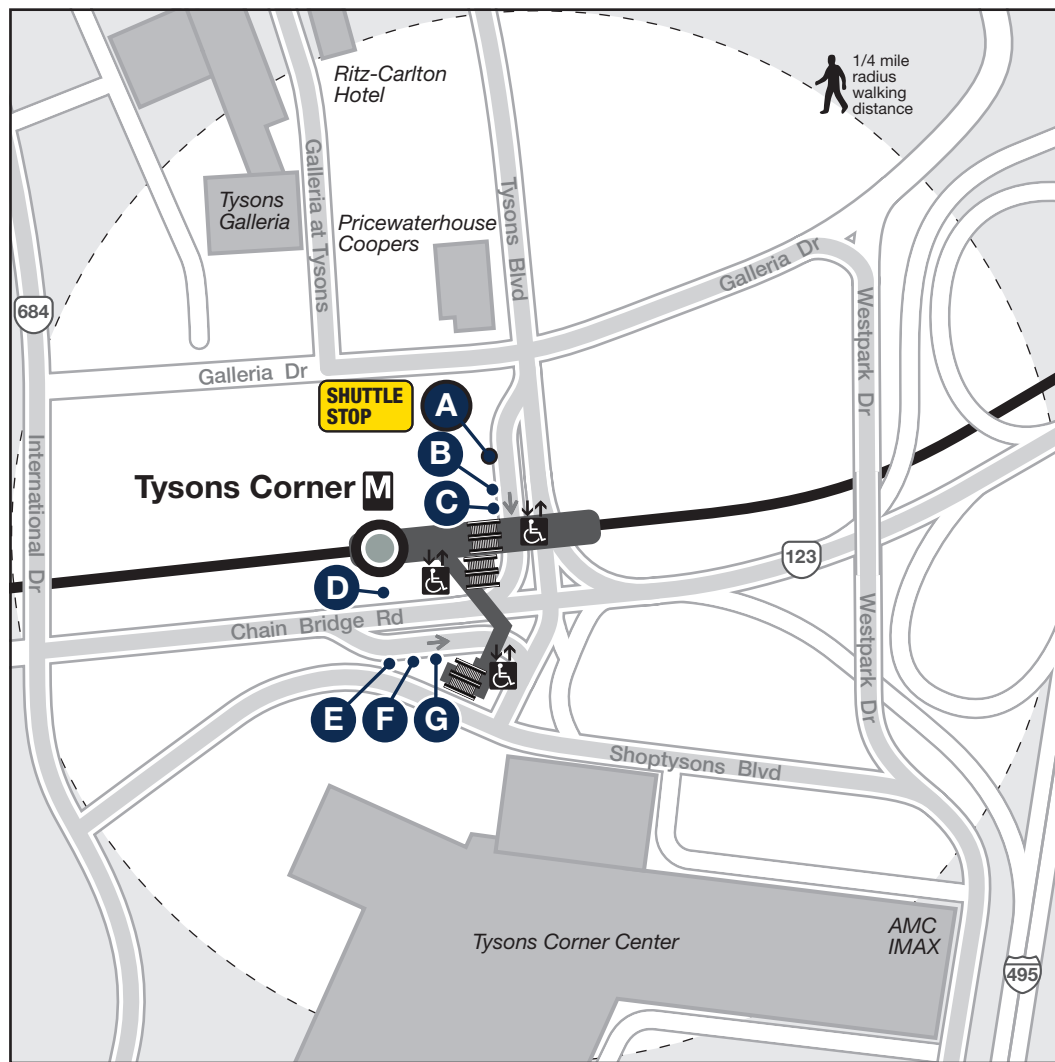 Ritz-Carlton
Hotel
1/4 mile
radius
walking
distance
Tysons
Galleria
Galleria at Tysons
Pricewaterhouse
Coopers
Tysons Blvd
Galleria Dr
684
Westpark Dr
Galleria Dr
SHUTTLE
STOP
A
B
International Dr
Tysons Corner M
C
123
D
Chain Bridge Rd
Westpark Dr
E
F
G
Shoptysons Blvd
Tysons Corner Center
AMC
IMAX
495